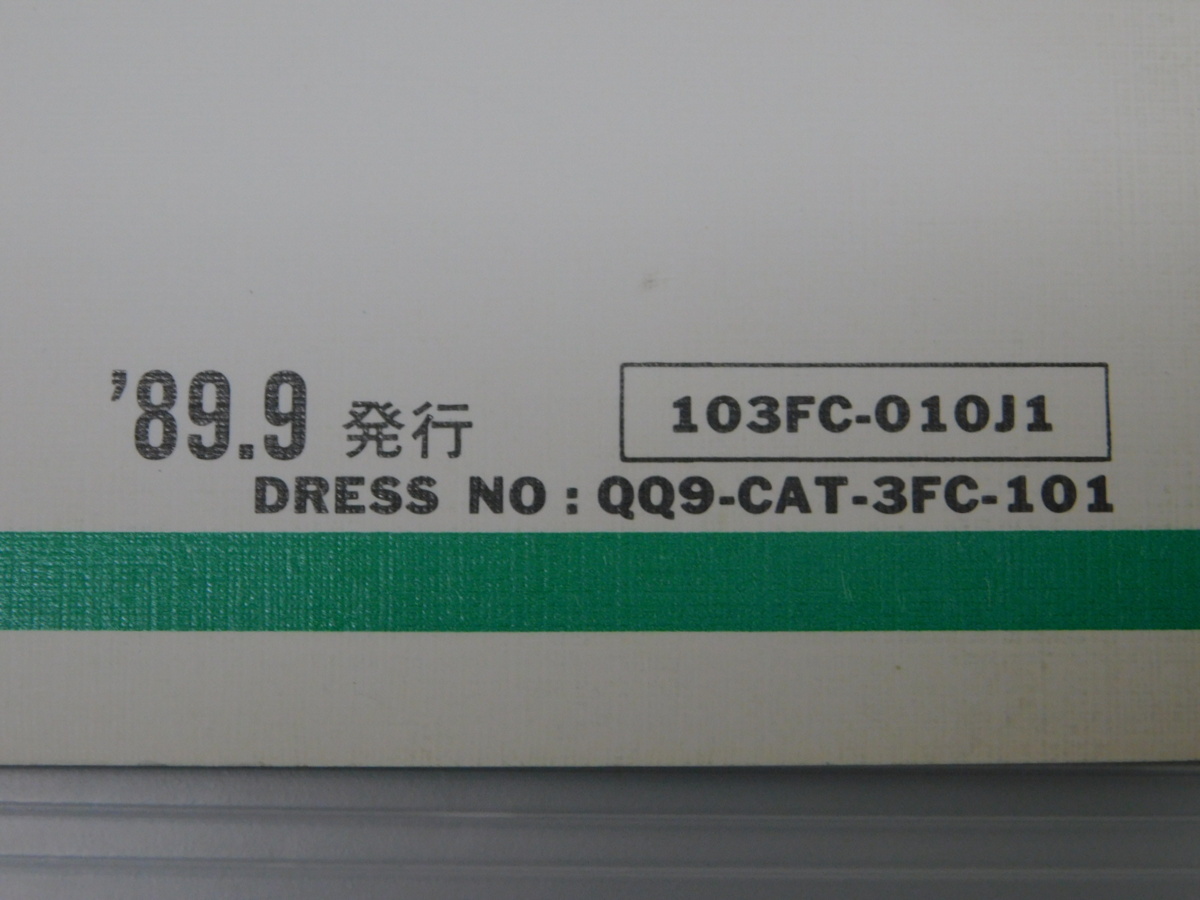 '89.9 発行
103FC-010J1
DRESS NO : QQ9-CAT-3FC-101